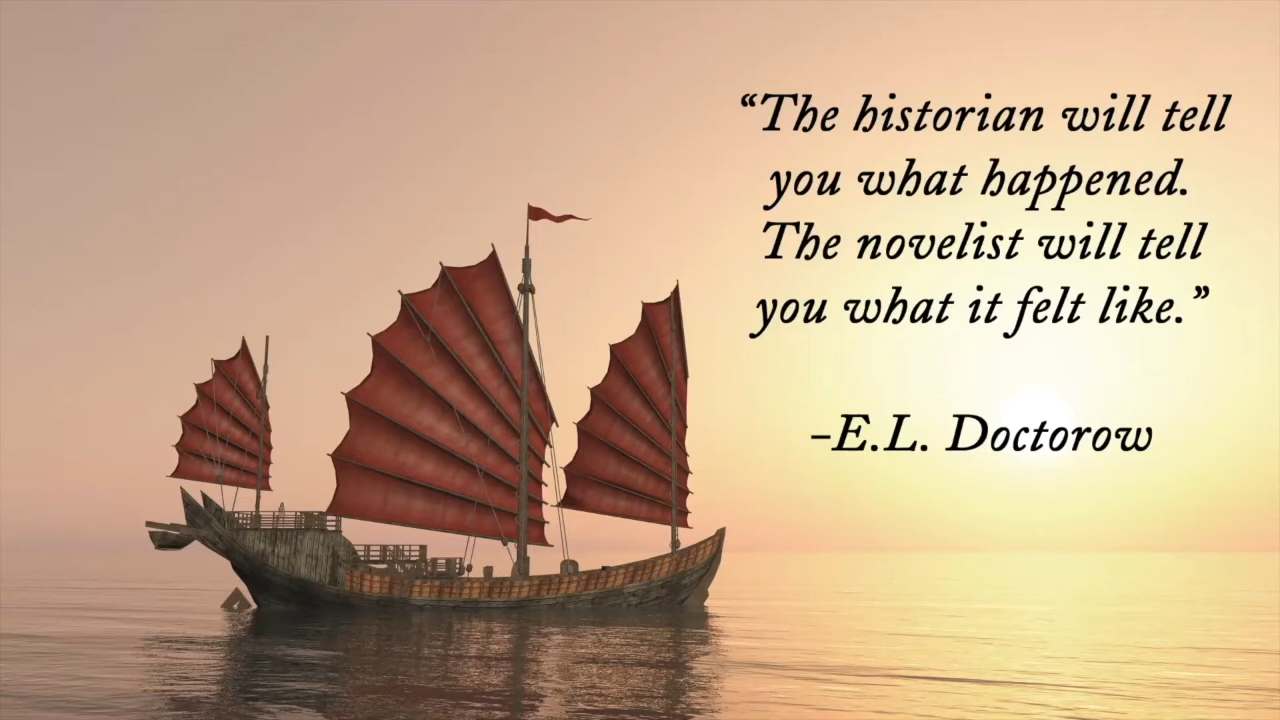 “The historian will tell
you what happened.
The novelist will tell
you what it felt like.”
–E.L. Doctorow